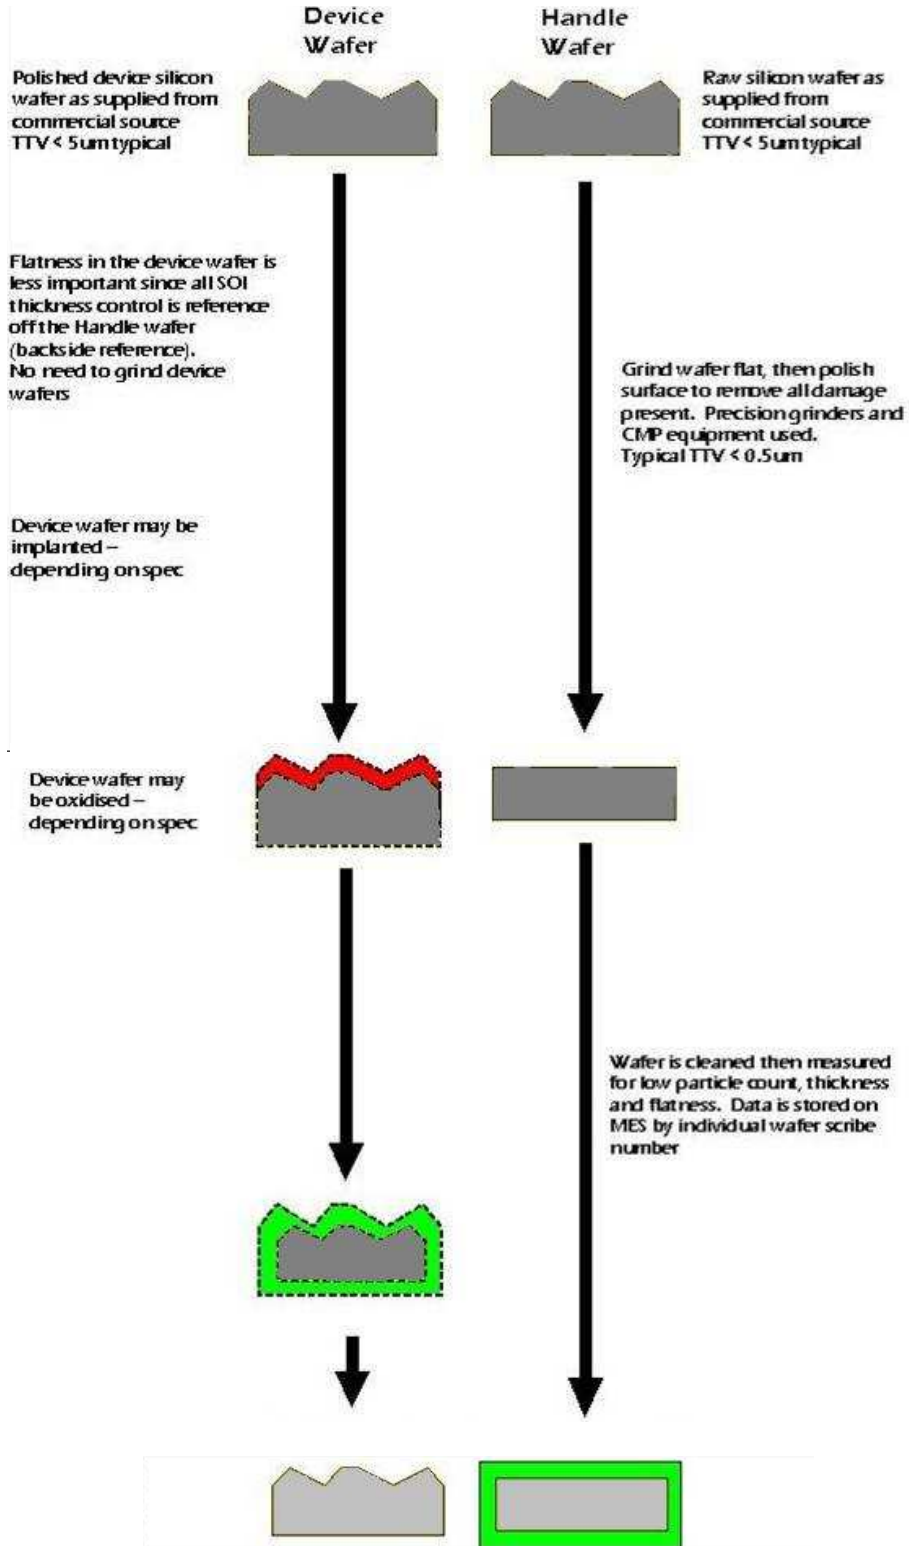 Device
Wafer
Handle
Wafer
Polished device silicon
wafer as supplied from
commercial source
TTV < 5um typical
Raw silicon wafer as
supplied from
commercial source
TTV < 5um typical
Flatness in the device wafer is
less important since all SOI
thickness control is reference
off the Handle wafer
(backside reference).
No need to grind device
wafers
Grind wafer flat, then polish
surface to remove all damage
present. Precision grinders and
CMP equipment used.
Typical TTV < 0.5um
Device wafer may be
implanted –
depending on spec
Device wafer may
be oxidised –
depending on spec
Wafer is cleaned then measured
for low particle count, thickness
and flatness. Data is stored on
MES by individual wafer scribe
number